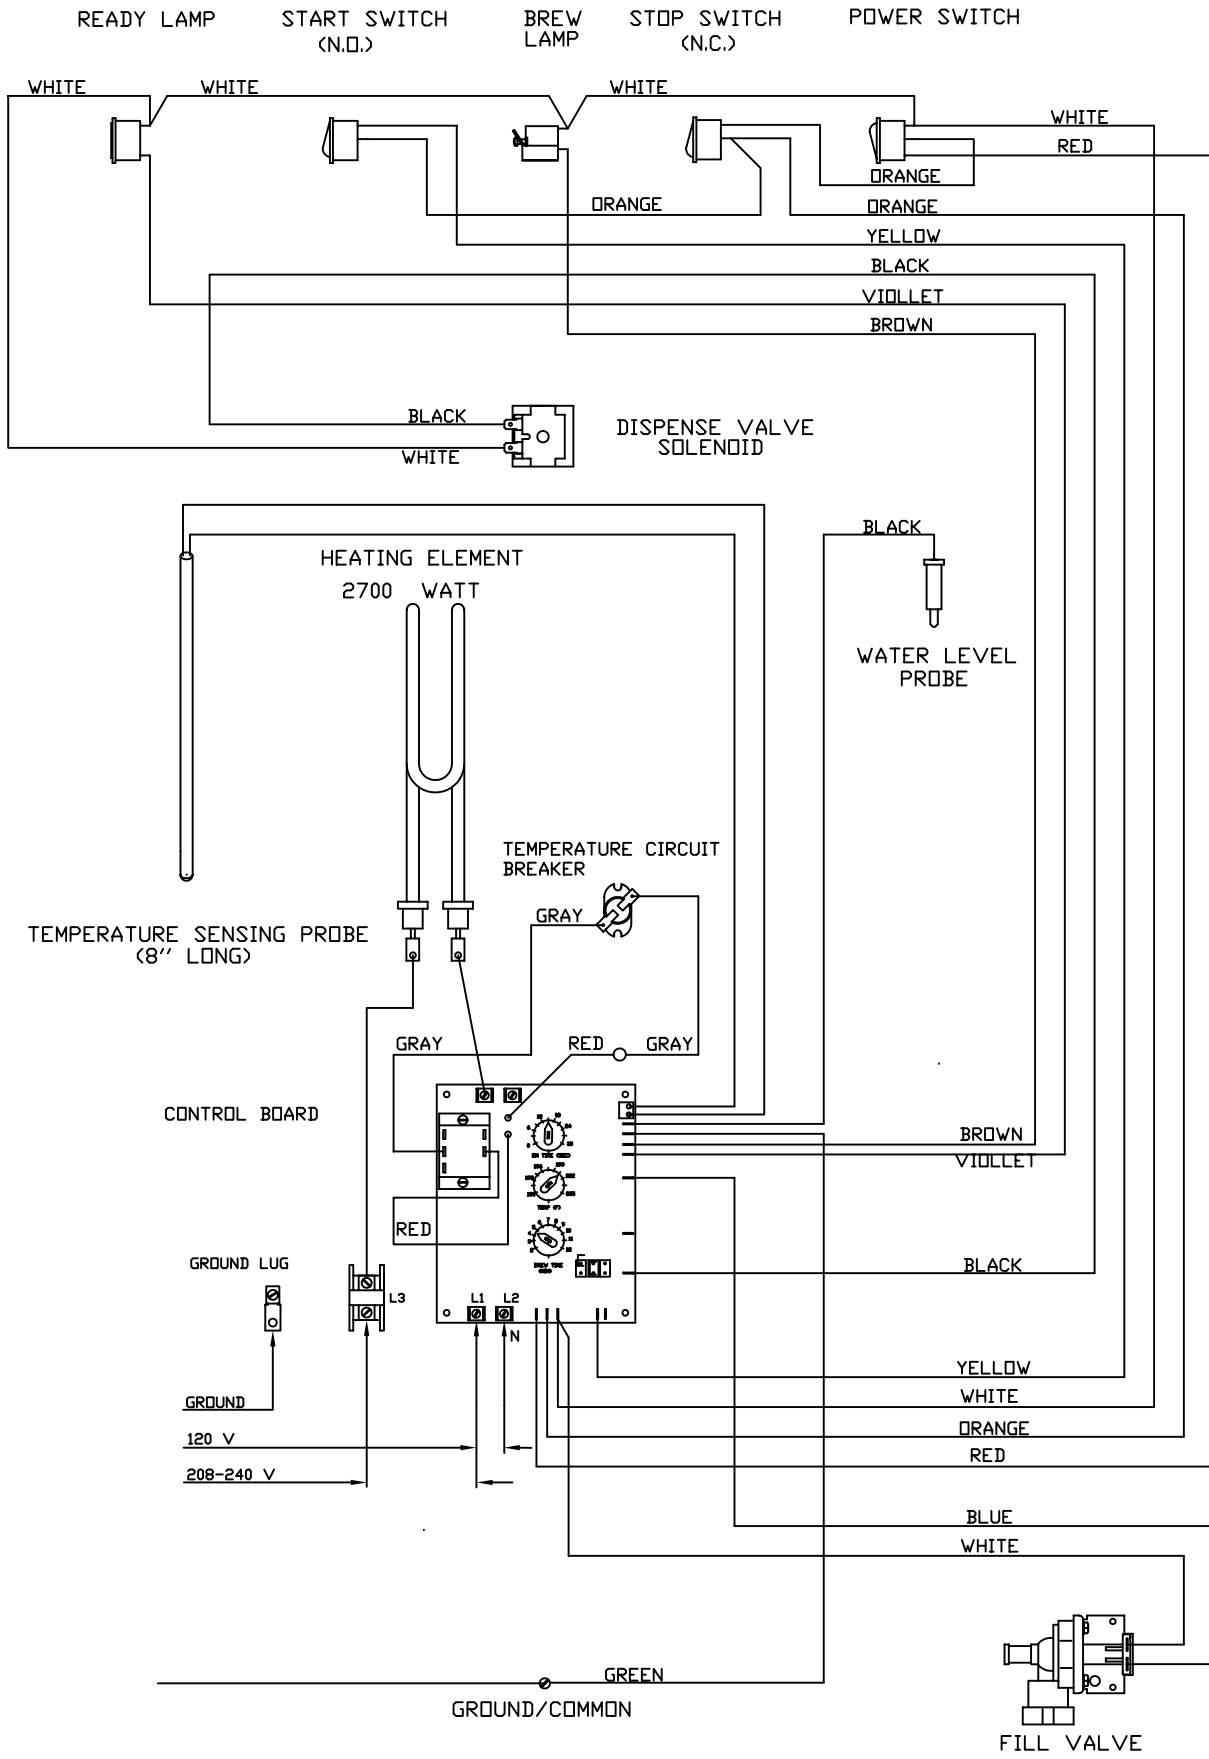 READY LAMP
START SWITCH
(N.O.)
BREW
LAMP
STOP SWITCH
(N.C.)
POWER SWITCH
WHITE
WHITE
WHITE
WHITE
RED
ORANGE
ORANGE
ORANGE
YELLOW
BLACK
VIOLLET
BROWN
BLACK
WHITE
DISPENSE VALVE
SOLENOID
BLACK
HEATING ELEMENT
2700 WATT
WATER LEVEL
PROBE
TEMPERATURE CIRCUIT
BREAKER
GRAY
TEMPERATURE SENSING PROBE
(8" LONG)
GRAY
RED
GRAY
CONTROL BOARD
BROWN
VIOLLET
TEMP (F)
RED
BREW TIME
GROUND LUG
BLACK
L3
L1
L2
N
YELLOW
WHITE
GROUND
ORANGE
120 V
RED
208-240 V
BLUE
WHITE
GREEN
GROUND/COMMON
FILL VALVE